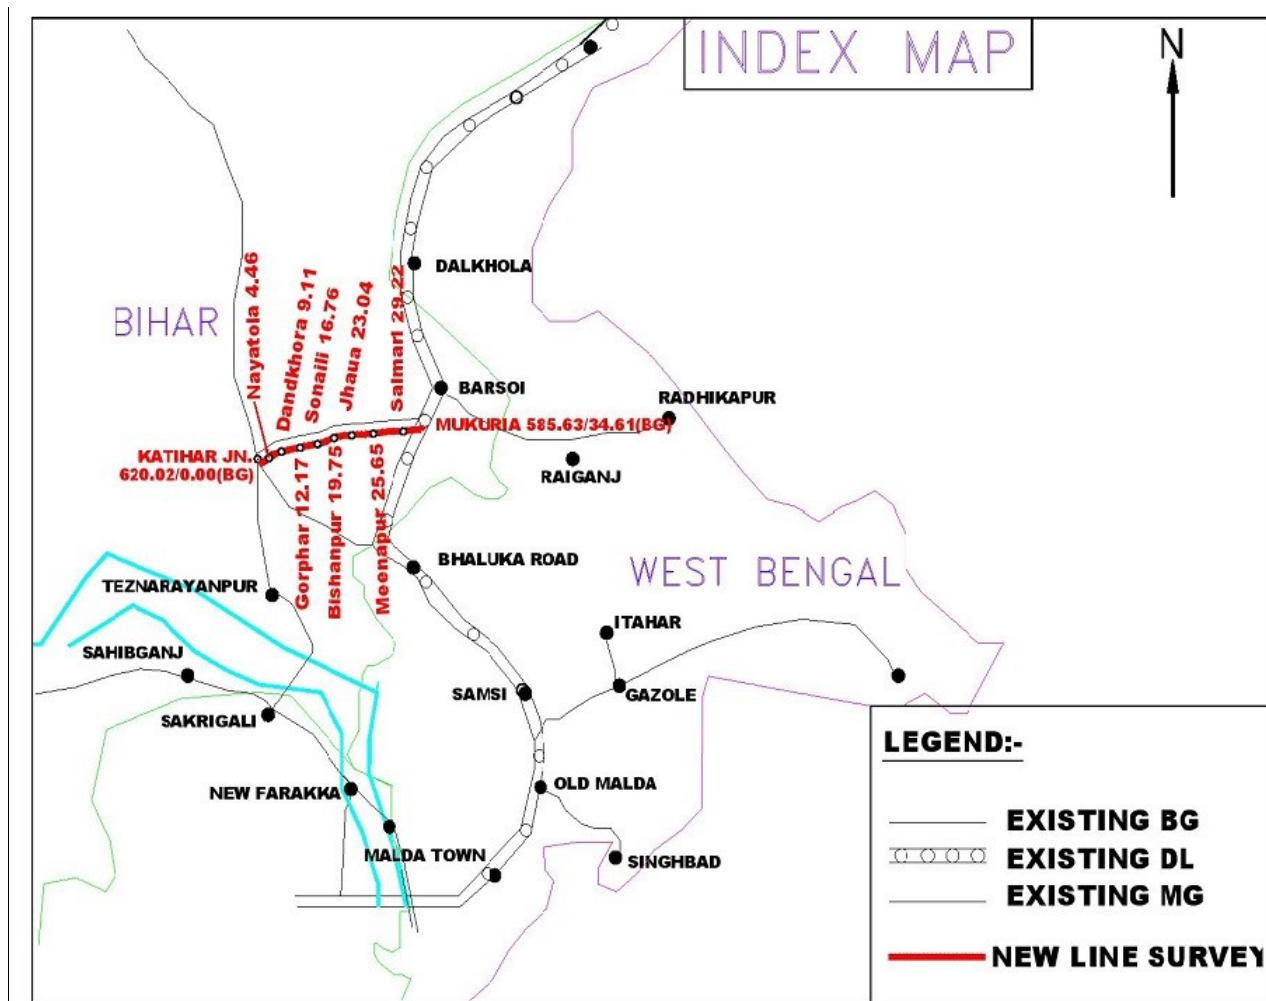 INDEX MAP
N
DALKHOLA
BIHAR
Nayatola 4.46
Dandkhora 9.11
Sonaili 16.76
Jhaua 23.04
Salmari 29.22
BARSOI
RADHIKAPUR
MUKURIA 585.63/34.61(BG)
KATIHAR JN.
620.02/0.00(BG)
RAIGANJ
Gorphar 12.17
Bishanpur 19.75
Meenapur 25.65
BHALUKA ROAD
WEST BENGAL
TEZNARAYANPUR
ITAHAR
SAHIBGANJ
SAMSI
GAZOLE
SAKRIGALI
NEW FARAKKA
OLD MALDA
MALDA TOWN
SINGHBAD
LEGEND:-
EXISTING BG
EXISTING DL
EXISTING MG
NEW LINE SURVEY